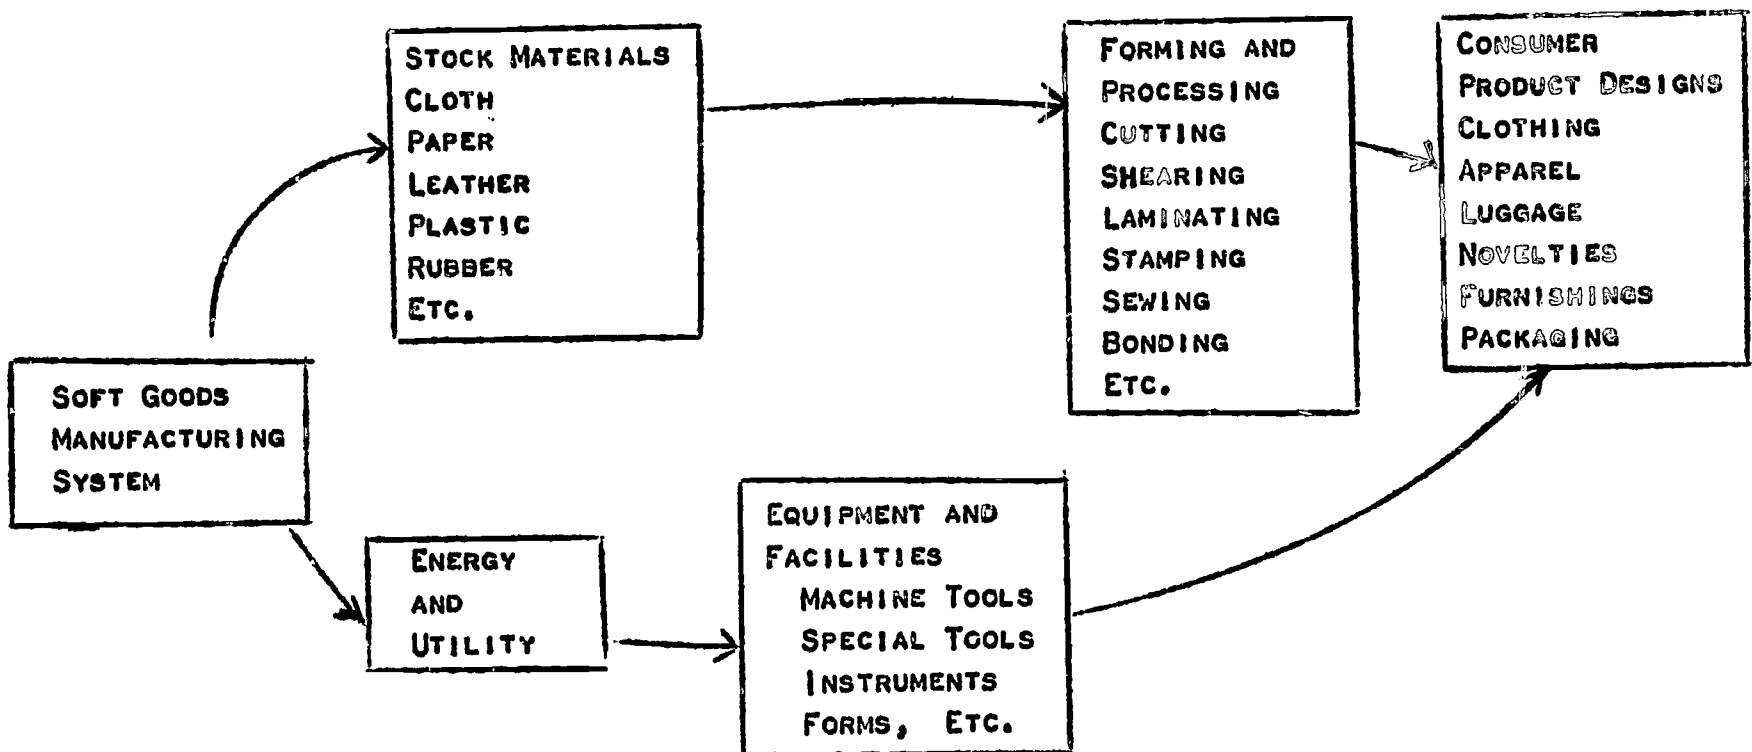 STOCK MATERIALS
CLOTH
PAPER
LEATHER
PLASTIC
RUBBER
ETC.
FORMING AND
PROCESSING
CUTTING
SHEARING
LAMINATING
STAMPING
SEWING
BONDING
ETC.
CONSUMER
PRODUCT DESIGNS
CLOTHING
APPAREL
LUGGAGE
NOVELTIES
FURNISHINGS
PACKAGING
SOFT GOODS
MANUFACTURING
SYSTEM
ENERGY
AND
UTILITY
EQUIPMENT AND
FACILITIES
MACHINE TOOLS
SPECIAL TOOLS
INSTRUMENTS
FORMS, ETC.